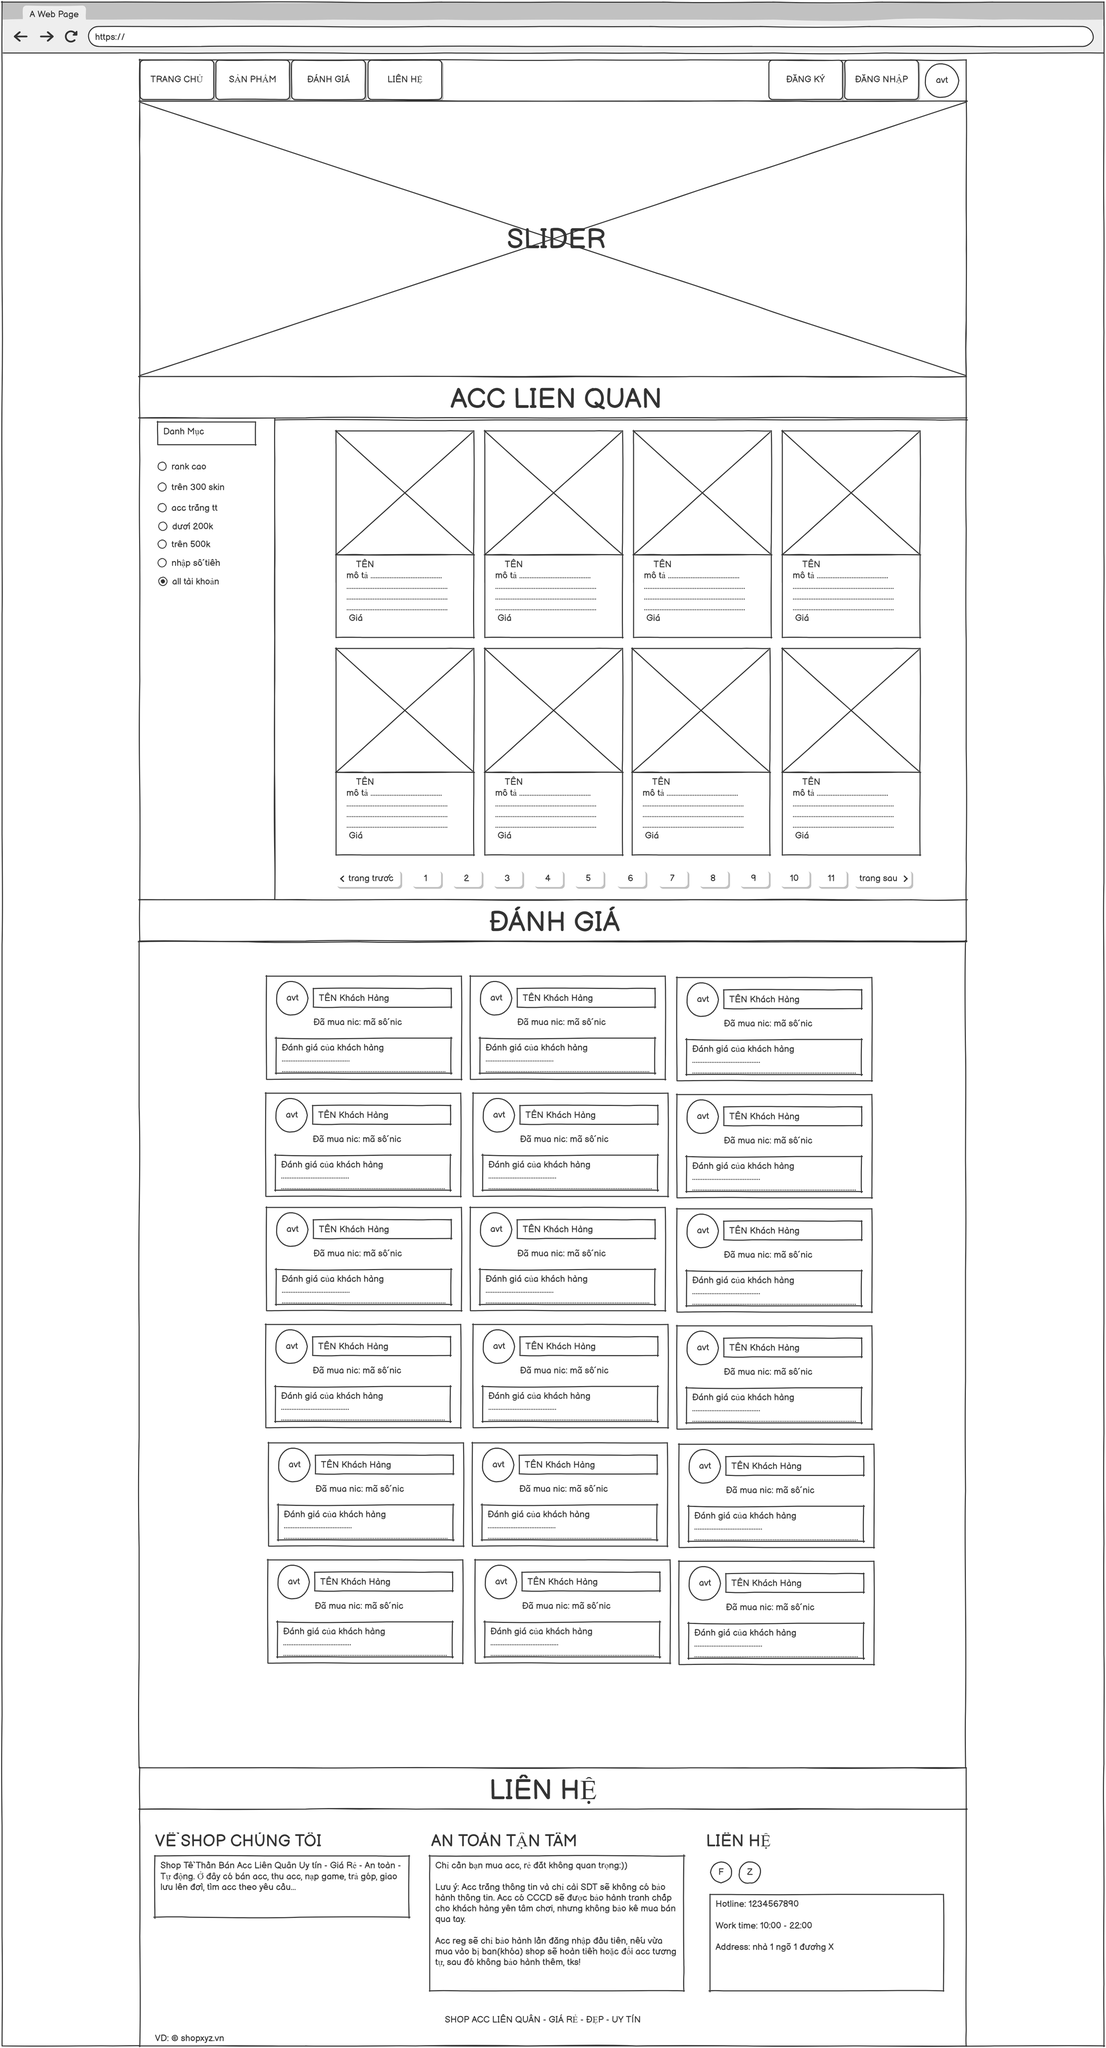 A Web Page
https://
TRANG CHỦ SẢN PHẨM ĐÁNH GIÁ LIÊN HỆ ĐĂNG KÝ ĐĂNG NHẬP avt
SLIDER
ACC LIEN QUAN
Danh Mục
rank cao
trên 300 skin
acc trắng tt
dươi 200k
trên 500k
nhập số tiền
all tài khoản
TÊN TÊN TÊN TÊN
mô tả mô tả mô tả mô tả
Giá Giá Giá Giá
TÊN TÊN TÊN TÊN
mô tả mô tả mô tả mô tả
Giá Giá Giá Giá
trang trước 1 2 3 4 5 6 7 8 9 10 11 trang sau
ĐÁNH GIÁ
avt TÊN Khách Hàng avt TÊN Khách Hàng avt TÊN Khách Hàng
Đã mua nic: mã số nic Đã mua nic: mã số nic Đã mua nic: mã số nic
Đánh giá của khách hàng Đánh giá của khách hàng Đánh giá của khách hàng
avt TÊN Khách Hàng avt TÊN Khách Hàng avt TÊN Khách Hàng
Đã mua nic: mã số nic Đã mua nic: mã số nic Đã mua nic: mã số nic
Đánh giá của khách hàng Đánh giá của khách hàng Đánh giá của khách hàng
avt TÊN Khách Hàng avt TÊN Khách Hàng avt TÊN Khách Hàng
Đã mua nic: mã số nic Đã mua nic: mã số nic Đã mua nic: mã số nic
Đánh giá của khách hàng Đánh giá của khách hàng Đánh giá của khách hàng
avt TÊN Khách Hàng avt TÊN Khách Hàng avt TÊN Khách Hàng
Đã mua nic: mã số nic Đã mua nic: mã số nic Đã mua nic: mã số nic
Đánh giá của khách hàng Đánh giá của khách hàng Đánh giá của khách hàng
avt TÊN Khách Hàng avt TÊN Khách Hàng avt TÊN Khách Hàng
Đã mua nic: mã số nic Đã mua nic: mã số nic Đã mua nic: mã số nic
Đánh giá của khách hàng Đánh giá của khách hàng Đánh giá của khách hàng
avt TÊN Khách Hàng avt TÊN Khách Hàng avt TÊN Khách Hàng
Đã mua nic: mã số nic Đã mua nic: mã số nic Đã mua nic: mã số nic
Đánh giá của khách hàng Đánh giá của khách hàng Đánh giá của khách hàng
LIÊN HỆ
VỀ SHOP CHÚNG TÔI
Shop Tề Thần Bán Acc Liên Quân Uy tín - Giá Rẻ - An toàn -
Tự động. Ở đây có bán acc, thu acc, nạp game, trả góp, giao
lưu lên đời, tìm acc theo yêu cầu...
AN TOÀN TẬN TÂM
Chỉ cần bạn mua acc, rẻ đắt không quan trọng:))
Lưu ý: Acc trắng thông tin và chỉ cài SDT sẽ không có bảo
hành thông tin. Acc có CCCD sẽ được bảo hành tranh chấp
cho khách hàng yên tâm chơi, nhưng không bảo kê mua bán
qua tay.
Acc reg sẽ chỉ bảo hành lần đăng nhập đầu tiên, nếu vừa
mua vào bị ban(khóa) shop sẽ hoàn tiền hoặc đổi acc tương
tự, sau đó không bảo hành thêm, tks!
LIÊN HỆ
F Z
Hotline: 1234567890
Work time: 10:00 - 22:00
Address: nhà 1 ngõ 1 đương X
SHOP ACC LIÊN QUÂN - GIÁ RẺ - ĐẸP - UY TÍN
VD: © shopxyz.vn